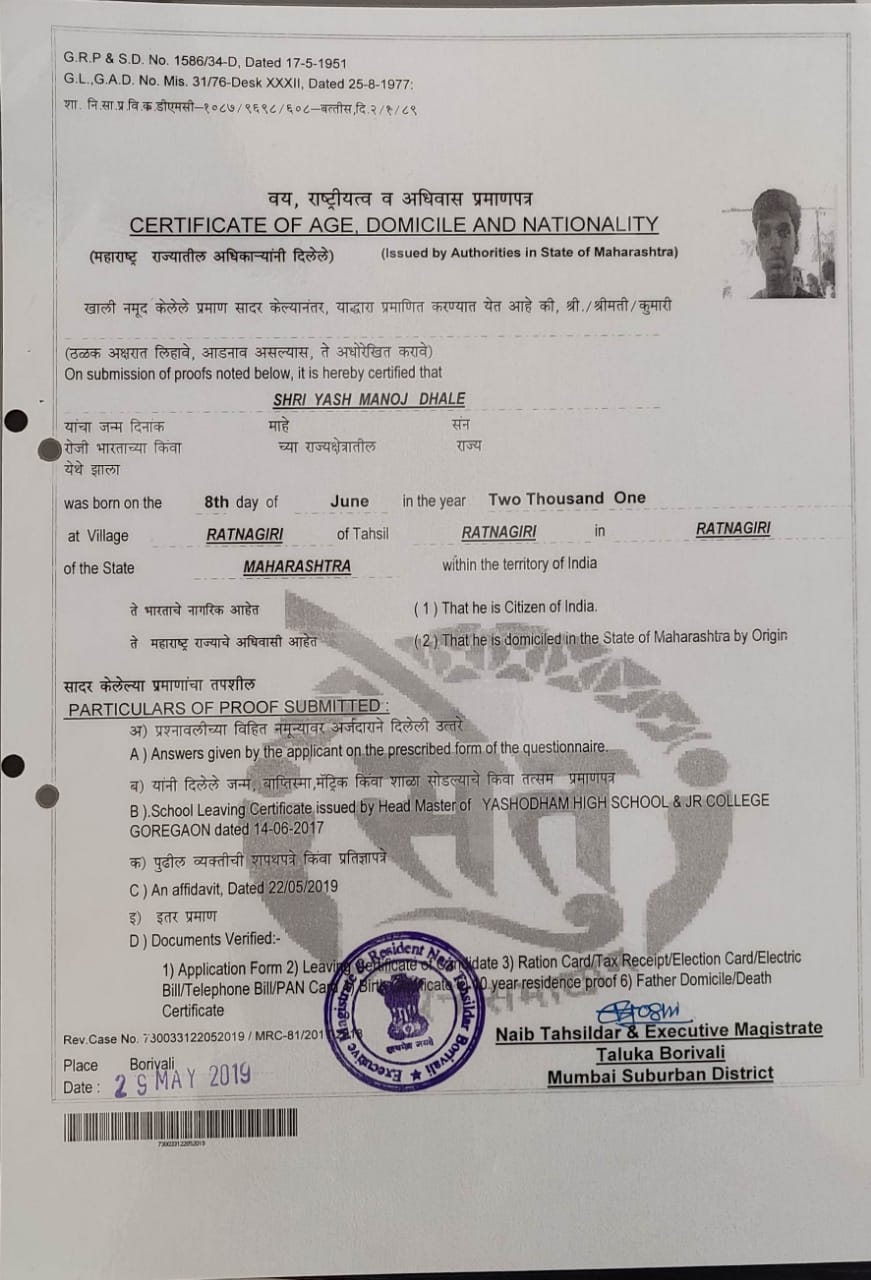 G.R.P & S.D. No. 1586/34-D, Dated 17-5-1951
G.L.,G.A.D. No. Mis. 31/76-Desk XXXII, Dated 25-8-1977:
शा. नि.सा.प्र.वि.क.डीएमसी–१०८७/९६९८/६०८–बत्तीस,दि.२/१/८९
वय, राष्ट्रीयत्व व अधिवास प्रमाणपत्र
CERTIFICATE OF AGE, DOMICILE AND NATIONALITY
(महाराष्ट्र राज्यातील अधिकाऱ्यांनी दिलेले) (Issued by Authorities in State of Maharashtra)
खाली नमूद केलेले प्रमाण सादर केल्यानंतर, याद्धारा प्रमाणित करण्यात येत आहे की, श्री./श्रीमती/कुमारी
(ठळक अक्षरात लिहावे, आडनाव असल्यास, ते अधोरेखित करावे)
On submission of proofs noted below, it is hereby certified that
SHRI YASH MANOJ DHALE
यांचा जन्म दिनांक माहे संन
रोजी भारताच्या किंवा च्या राज्यक्षेत्रातील राज्य
येथे झाला
was born on the 8th day of June in the year Two Thousand One
at Village RATNAGIRI of Tahsil RATNAGIRI in RATNAGIRI
of the State MAHARASHTRA within the territory of India
ते भारताचे नागरिक आहेत ( 1 ) That he is Citizen of India.
ते महाराष्ट्र राज्याचे अधिवासी आहेत ( 2 ) That he is domiciled in the State of Maharashtra by Origin
सादर केलेल्या प्रमाणांचा तपशील
PARTICULARS OF PROOF SUBMITTED :
अ) प्रश्नावलीच्या विहित नमून्यावर अर्जदाराने दिलेली उत्तरे
A ) Answers given by the applicant on the prescribed form of the questionnaire.
ब) यांनी दिलेले जन्म, बाप्तिस्मा,मॅट्रिक किंवा शाळा सोडल्याचे किंवा तत्सम प्रमाणपत्र
B ).School Leaving Certificate issued by Head Master of YASHODHAM HIGH SCHOOL & JR COLLEGE
GOREGAON dated 14-06-2017
क) पुढील व्यक्तीची शपथपत्रे किंवा प्रतिज्ञापत्रे
C ) An affidavit, Dated 22/05/2019
इ) इतर प्रमाण
D ) Documents Verified:-
1) Application Form 2) Leaving Certificate of Candidate 3) Ration Card/Tax Receipt/Election Card/Electric
Bill/Telephone Bill/PAN Card Birth Certificate 10 year residence proof 6) Father Domicile/Death
Certificate
सेतु
Executive Magistrate & Resident Naib Tahsildar Borivali
सत्यमेव जयते
Rev.Case No. 730033122052019 / MRC-81/201
Naib Tahsildar & Executive Magistrate
Taluka Borivali
Mumbai Suburban District
Place Borivali
Date : 29 MAY 2019
730033122052019